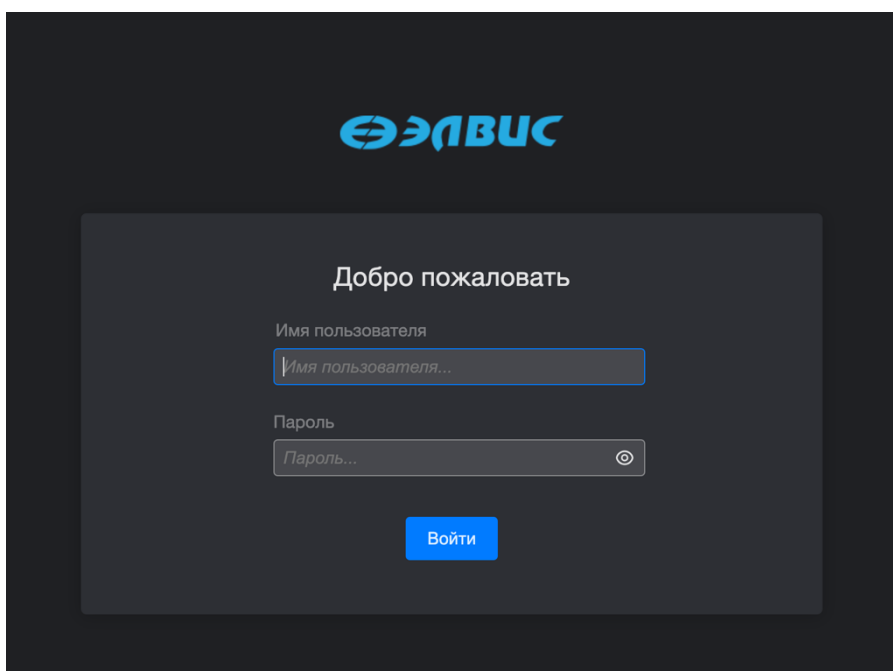 ЭЛВИС
Добро пожаловать
Имя пользователя
Имя пользователя...
Пароль
Пароль...
Войти